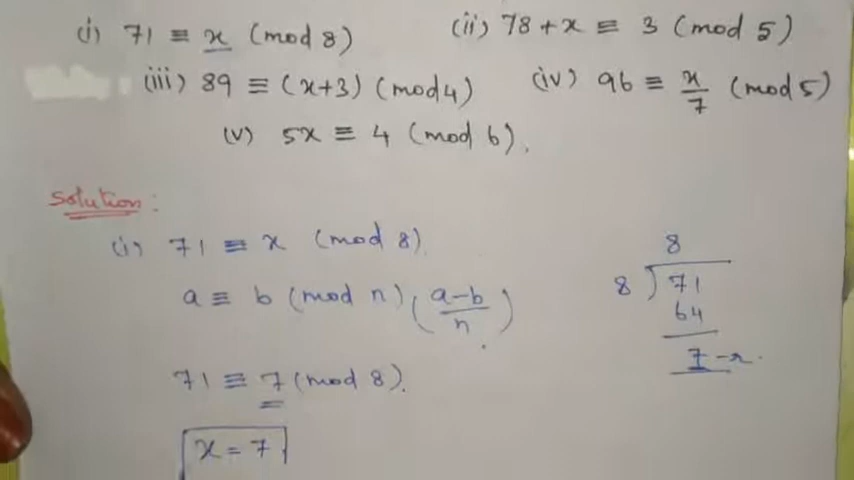 (i) 71 ≡ x (mod 8) (ii) 78 + x ≡ 3 (mod 5)
(iii) 89 ≡ (x+3) (mod 4) (iv) 96 ≡ x/7 (mod 5)
(v) 5x ≡ 4 (mod 6),
Solution:
(i) 71 ≡ x (mod 8)
a ≡ b (mod n) (a-b/n).
71 ≡ 7 (mod 8).
x = 7
8
8 ) 71
64
7 - r.